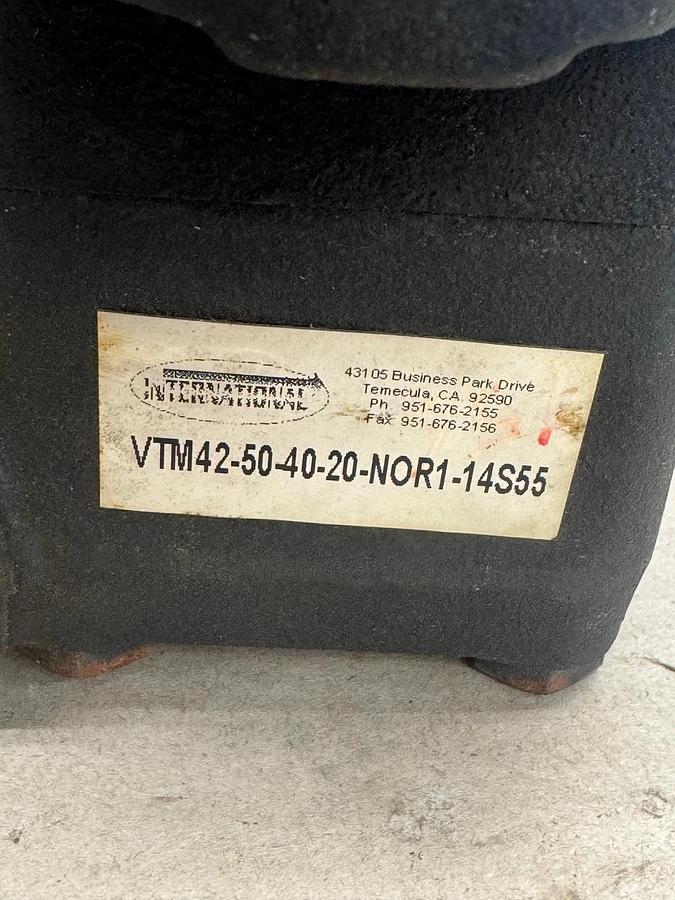 INTERNATIONAL
43105 Business Park Drive
Temecula, CA. 92590
Ph. 951-676-2155
Fax 951-676-2156
VTM42-50-40-20-NOR1-14S55